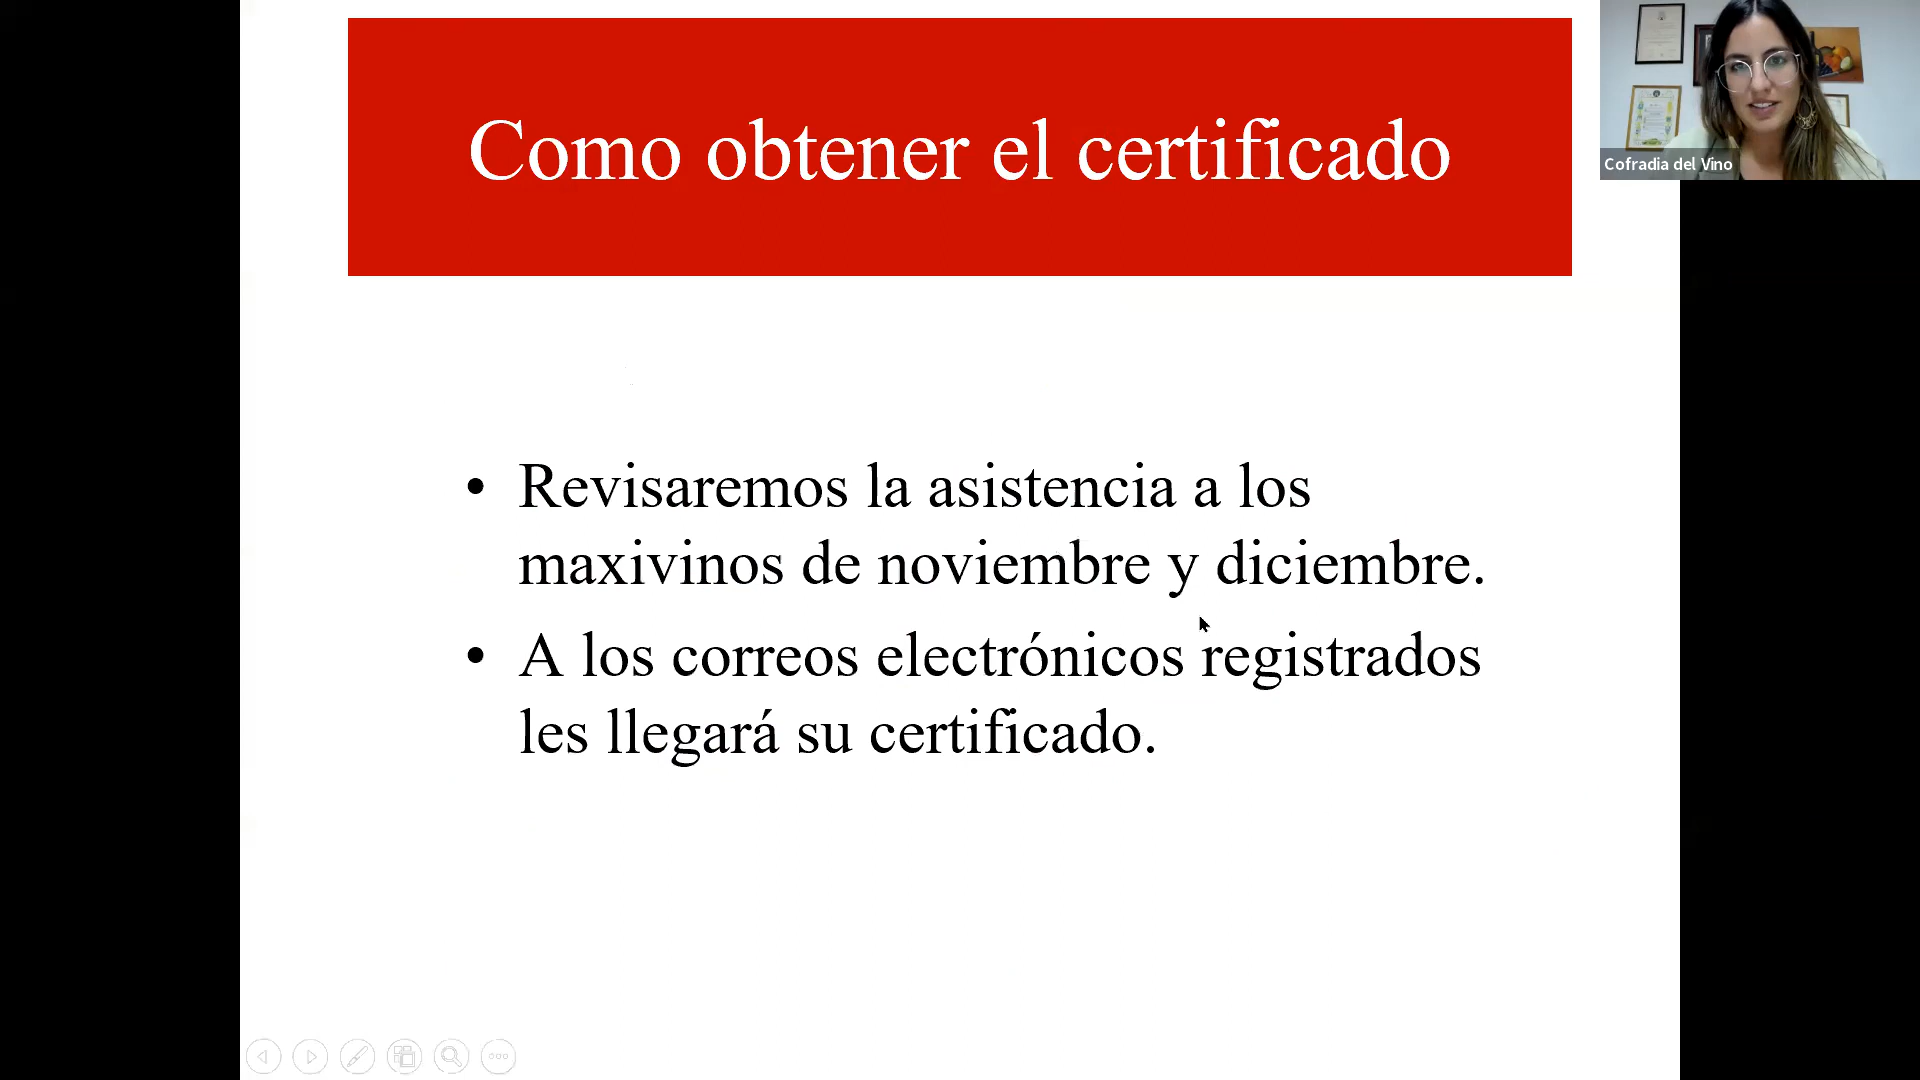 Como obtener el certificado
Cofradia del Vino
• Revisaremos la asistencia a los
maxivinos de noviembre y diciembre.
• A los correos electrónicos registrados
les llegará su certificado.